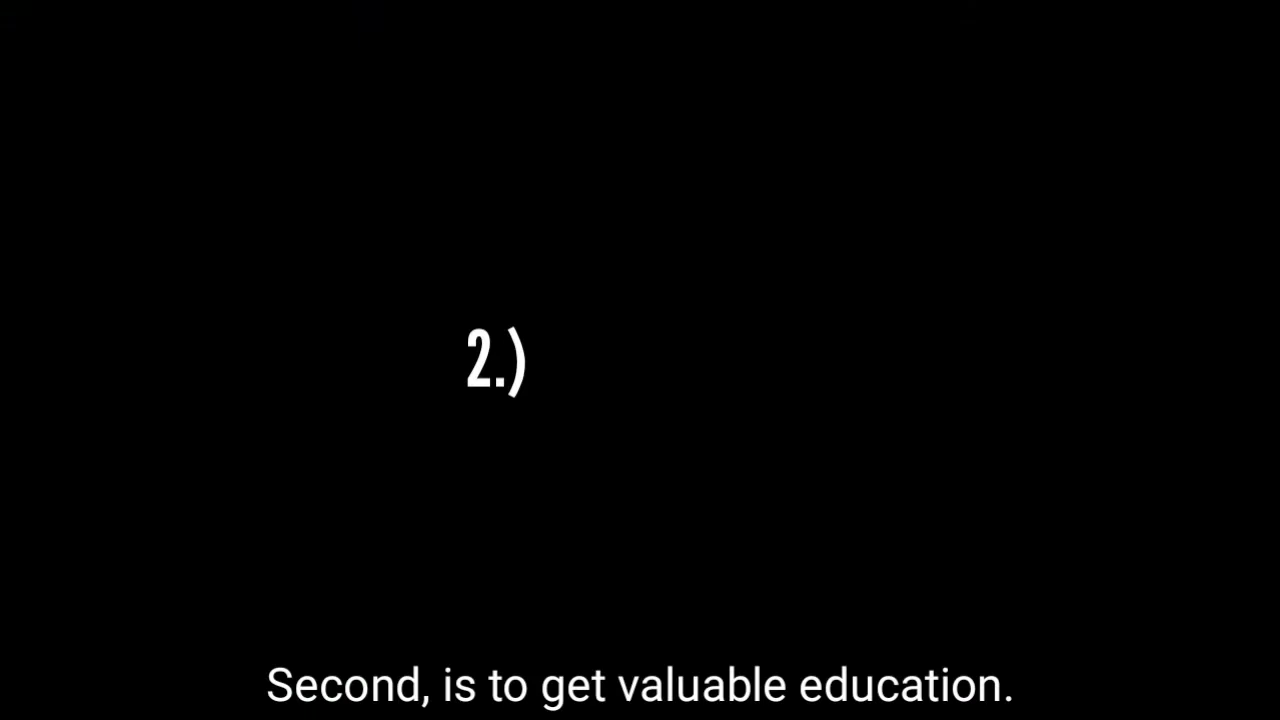 2.)
Second, is to get valuable education.